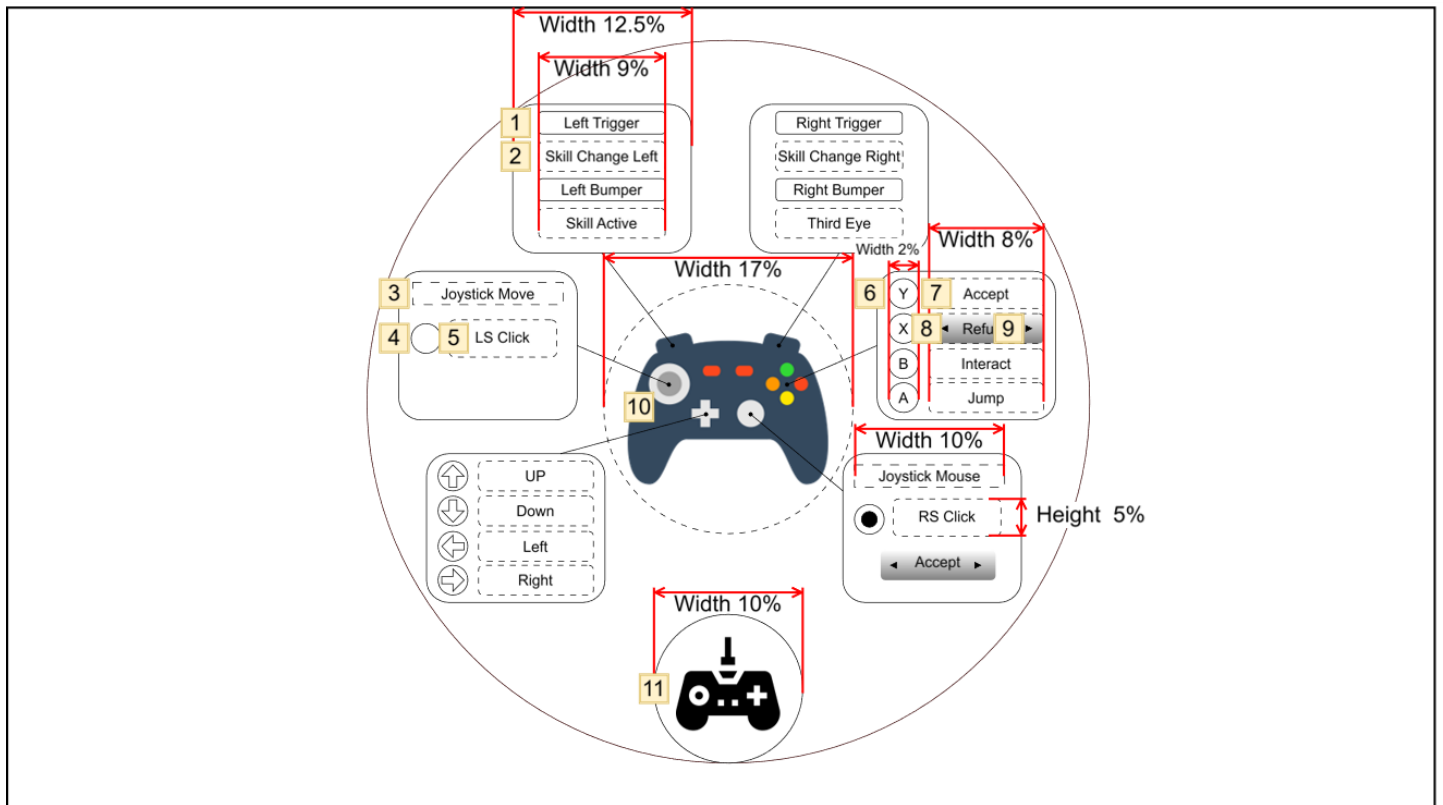 Width 12.5%
Width 9%
1
Left Trigger
2
Skill Change Left
Left Bumper
Skill Active
Right Trigger
Skill Change Right
Right Bumper
Third Eye
Width 17%
Width 2%
Width 8%
3
Joystick Move
4
5
LS Click
6
Y
7
Accept
X
8
◂
9
▸
B
Interact
A
Jump
10
UP
Down
Left
Right
Width 10%
Joystick Mouse
RS Click
Height 5%
◂ Accept ▸
Width 10%
11